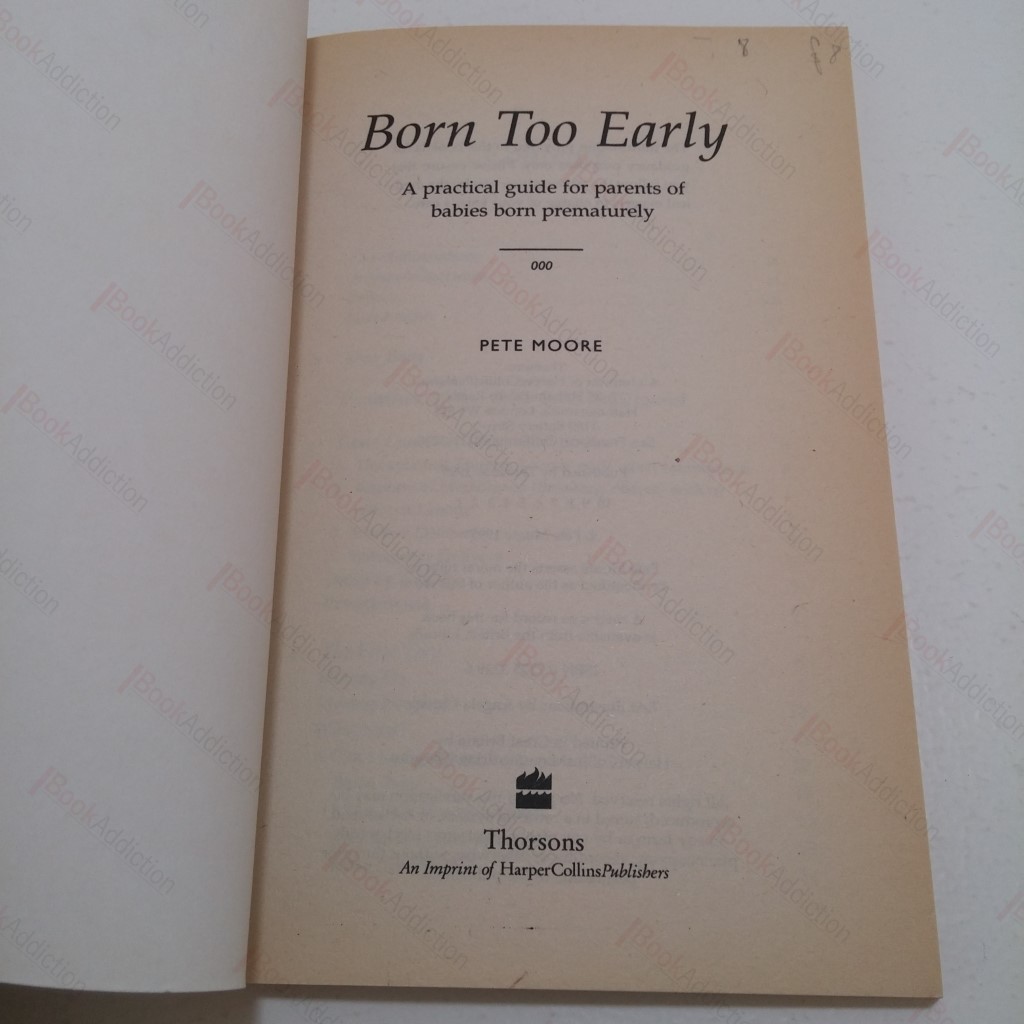 Born Too Early
A practical guide for parents of
babies born prematurely
000
PETE MOORE
Thorsons
An Imprint of HarperCollinsPublishers
BookAddiction